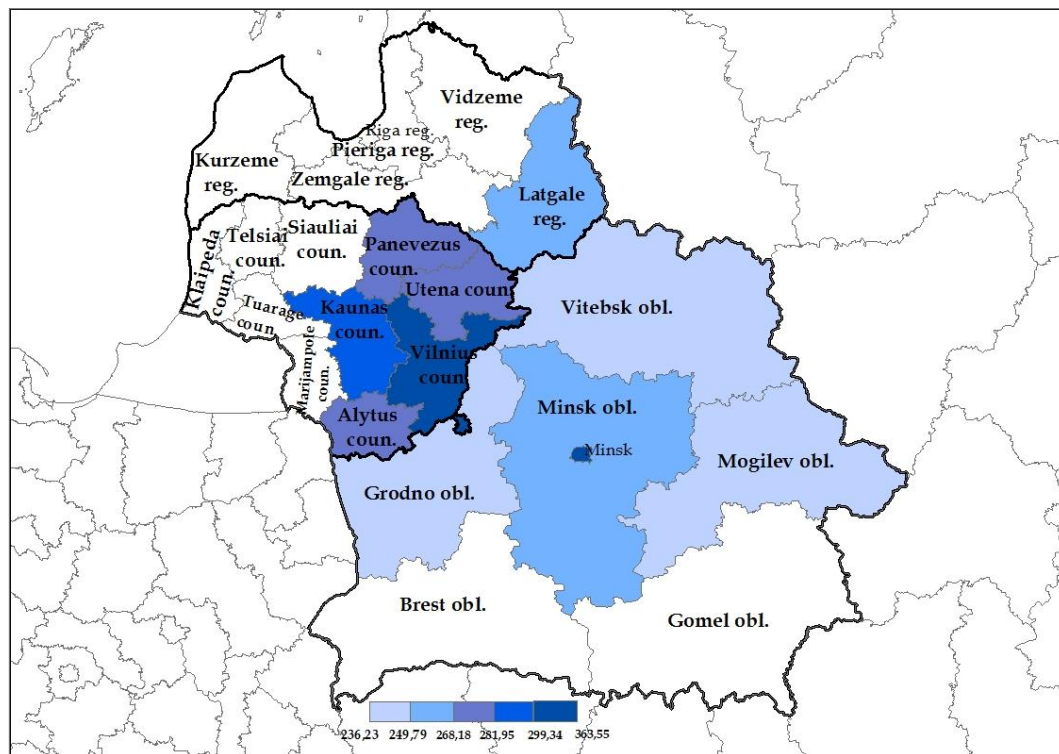 Vidzeme
reg.
Riga reg.
Pieriga reg.
Kurzeme
reg.
Zemgale reg.
Latgale
reg.
Klaipeda
coun.
Telsiai
coun.
Siauliai
coun.
Panevezus
coun.
Utena coun.
Tuarage
coun.
Kaunas
coun.
Vilnius
coun.
Marijampole
coun.
Alytus
coun.
Vitebsk obl.
Minsk obl.
Minsk
Mogilev obl.
Grodno obl.
Brest obl.
Gomel obl.
236,23 249,79 268,18 281,95 299,34 363,55